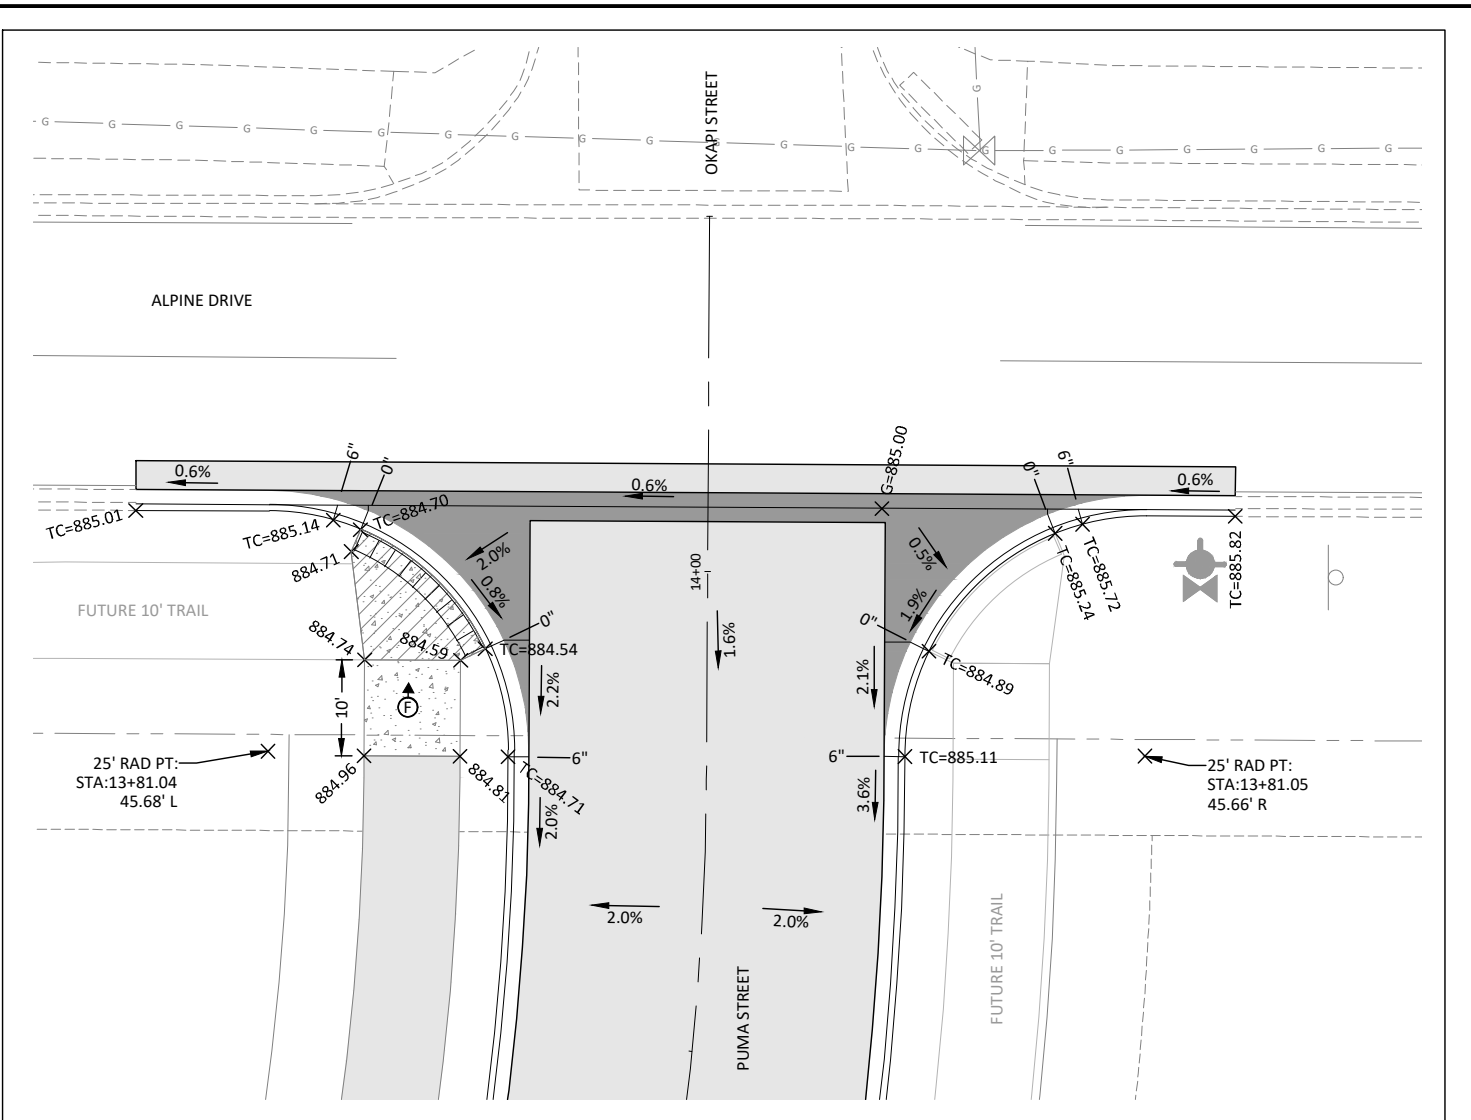 OKAPI STREET
G G G G G G G G G G G G G G G G G G G G
G
ALPINE DRIVE
6"
0"
G=885.00
0"
6"
0.6%
0.6%
0.6%
TC=885.01
TC=885.14
TC=884.70
884.71
2.0%
0.8%
0.5%
1.9%
14+00
TC=885.24
TC=885.72
TC=885.82
FUTURE 10' TRAIL
884.74
884.59
0"
TC=884.54
1.6%
0"
TC=884.89
2.2%
2.1%
10'
F
25' RAD PT:
STA:13+81.04
45.68' L
884.96
884.81
6"
TC=884.71
2.0%
6"
TC=885.11
3.6%
25' RAD PT:
STA:13+81.05
45.66' R
2.0%
2.0%
FUTURE 10' TRAIL
PUMA STREET